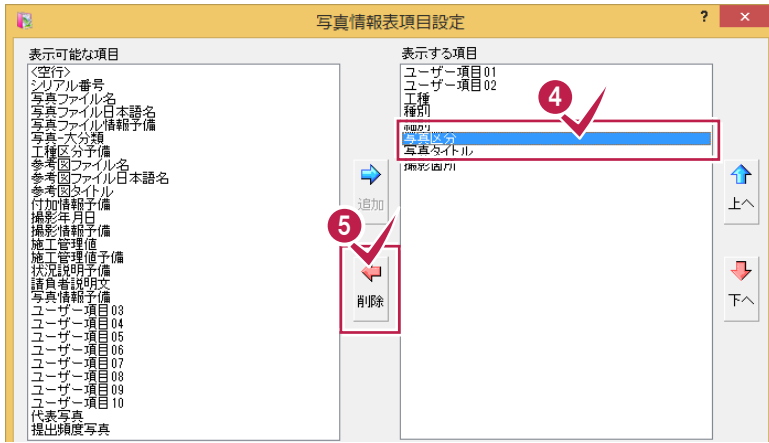 写真情報表項目設定
?
×
表示可能な項目
<空行>
シリアル番号
写真ファイル名
写真ファイル日本語名
写真ファイル情報予備
写真-大分類
工種区分予備
参考図ファイル名
参考図ファイル日本語名
参考図タイトル
付加情報予備
撮影年月日
撮影情報予備
施工管理値
施工管理値予備
状況説明予備
請負者説明文
写真情報予備
ユーザー項目03
ユーザー項目04
ユーザー項目05
ユーザー項目06
ユーザー項目07
ユーザー項目08
ユーザー項目09
ユーザー項目10
代表写真
提出頻度写真
追加
5
削除
表示する項目
ユーザー項目01
ユーザー項目02
工種
種別
細別
写真区分
写真タイトル
撮影箇所
4
上へ
下へ